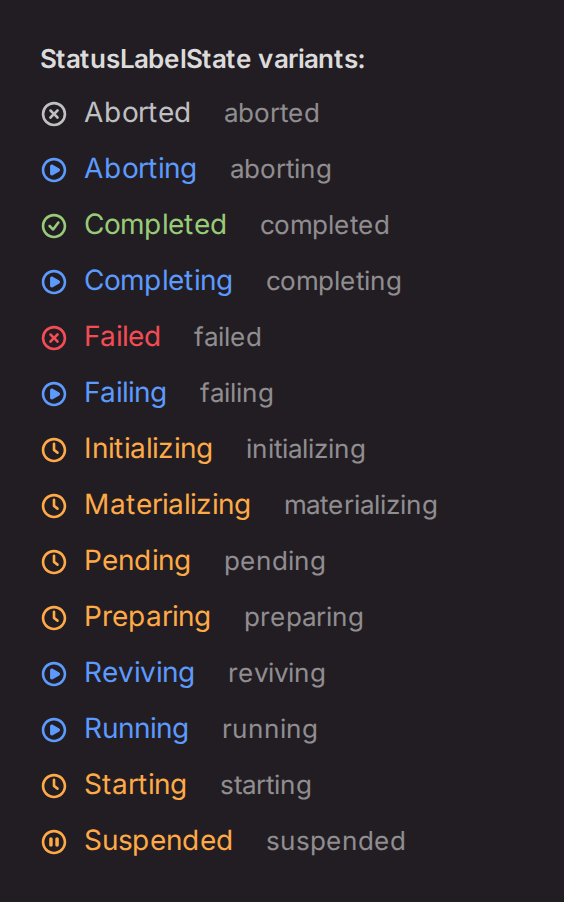 StatusLabelState variants:
Aborted aborted
Aborting aborting
Completed completed
Completing completing
Failed failed
Failing failing
Initializing initializing
Materializing materializing
Pending pending
Preparing preparing
Reviving reviving
Running running
Starting starting
Suspended suspended